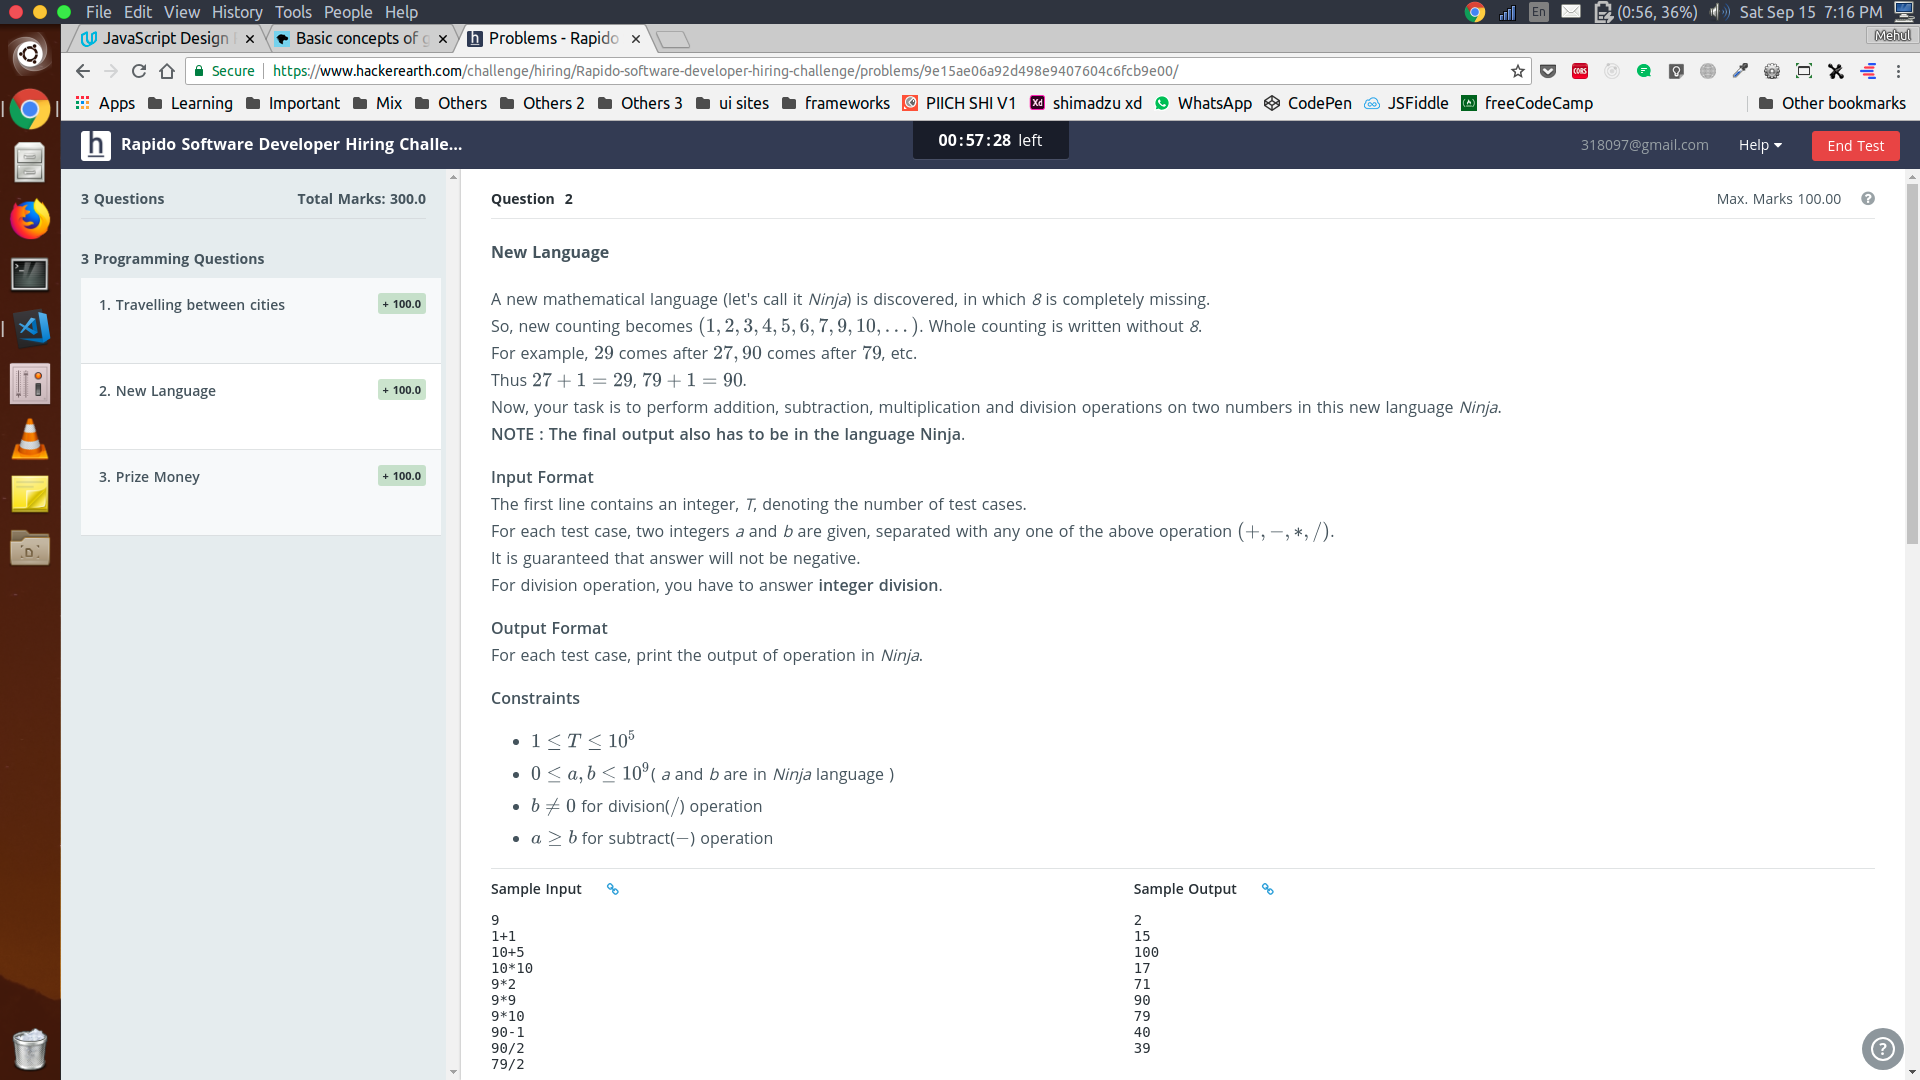 File Edit View History Tools People Help
En (0:56, 36%) Sat Sep 15 7:16 PM
JavaScript Design × Basic concepts of g × Problems - Rapido ×
Mehul
Secure https://www.hackerearth.com/challenge/hiring/Rapido-software-developer-hiring-challenge/problems/9e15ae06a92d498e9407604c6fcb9e00/
Apps Learning Important Mix Others Others 2 Others 3 ui sites frameworks PIICH SHI V1 Xd shimadzu xd WhatsApp CodePen JSFiddle freeCodeCamp Other bookmarks
h Rapido Software Developer Hiring Challe... 00:57:28 left 318097@gmail.com Help End Test
3 Questions Total Marks: 300.0
3 Programming Questions
1. Travelling between cities + 100.0
2. New Language + 100.0
3. Prize Money + 100.0
Question 2 Max. Marks 100.00 ?
New Language
A new mathematical language (let's call it Ninja) is discovered, in which 8 is completely missing.
So, new counting becomes (1, 2, 3, 4, 5, 6, 7, 9, 10, . . . ). Whole counting is written without 8.
For example, 29 comes after 27, 90 comes after 79, etc.
Thus 27 + 1 = 29, 79 + 1 = 90.
Now, your task is to perform addition, subtraction, multiplication and division operations on two numbers in this new language Ninja.
NOTE : The final output also has to be in the language Ninja.
Input Format
The first line contains an integer, T, denoting the number of test cases.
For each test case, two integers a and b are given, separated with any one of the above operation (+, −, *, /).
It is guaranteed that answer will not be negative.
For division operation, you have to answer integer division.
Output Format
For each test case, print the output of operation in Ninja.
Constraints
• 1 ≤ T ≤ 10⁵
• 0 ≤ a, b ≤ 10⁹( a and b are in Ninja language )
• b ≠ 0 for division(/) operation
• a ≥ b for subtract(−) operation
Sample Input
9
1+1
10+5
10*10
9*2
9*9
9*10
90-1
90/2
79/2
Sample Output
2
15
100
17
71
90
79
40
39
?